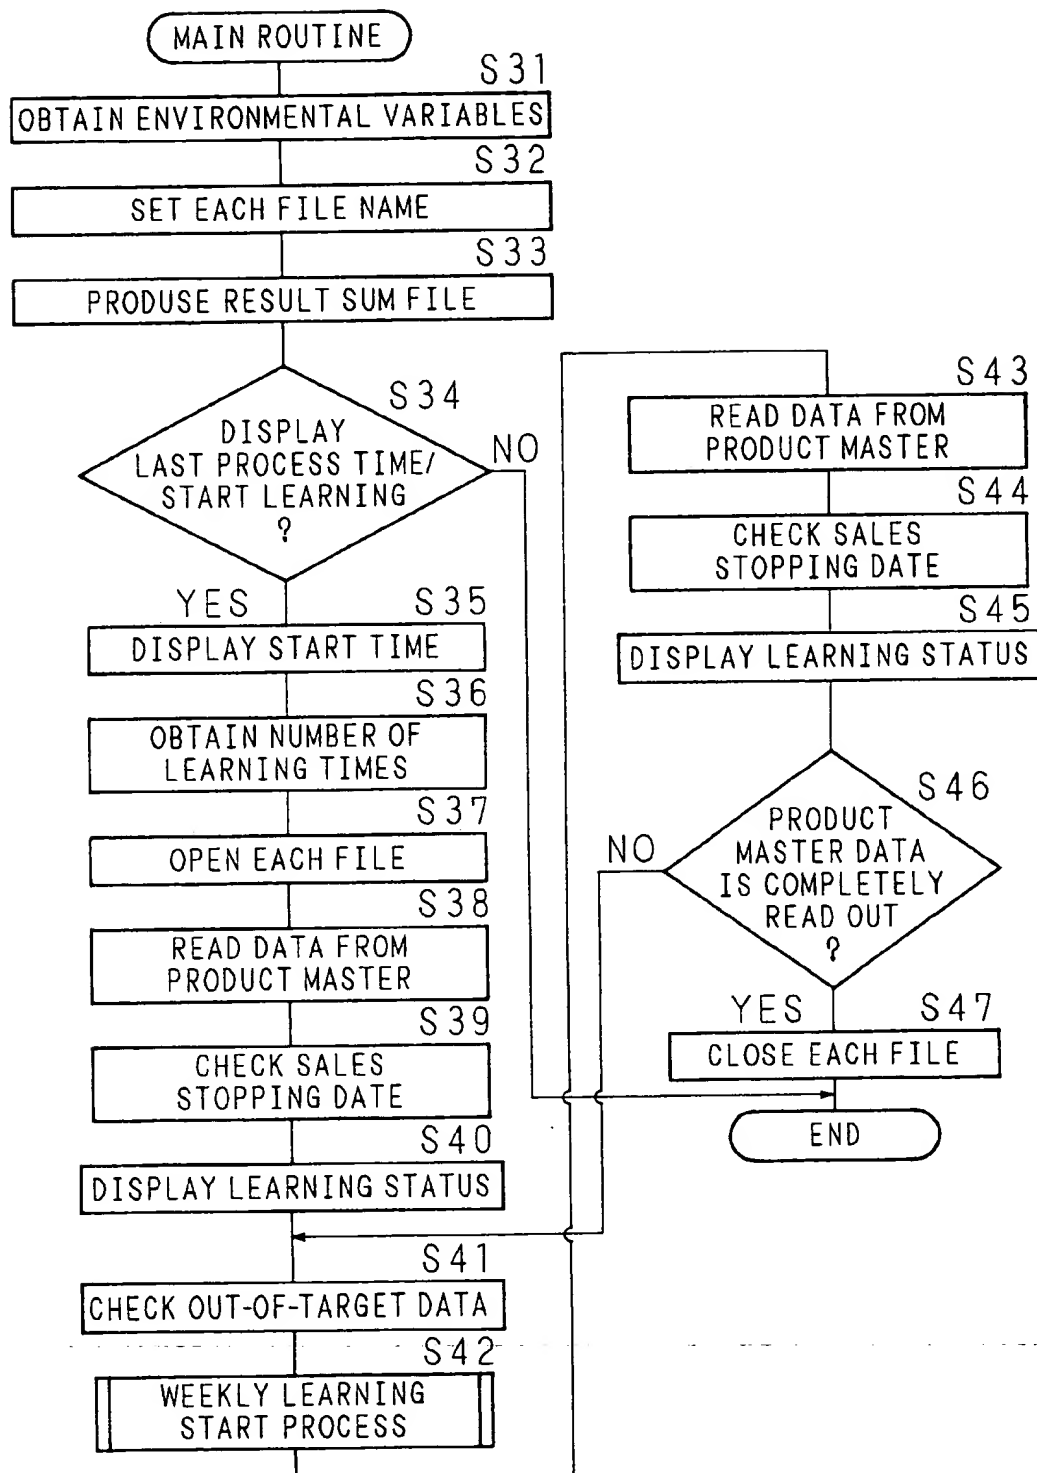 MAIN ROUTINE
S31
OBTAIN ENVIRONMENTAL VARIABLES
S32
SET EACH FILE NAME
S33
PRODUSE RESULT SUM FILE
S34
DISPLAY
LAST PROCESS TIME/
START LEARNING
?
NO
YES
S35
DISPLAY START TIME
S36
OBTAIN NUMBER OF
LEARNING TIMES
S37
OPEN EACH FILE
S38
READ DATA FROM
PRODUCT MASTER
S39
CHECK SALES
STOPPING DATE
S40
DISPLAY LEARNING STATUS
S41
CHECK OUT-OF-TARGET DATA
S42
WEEKLY LEARNING
START PROCESS
S43
READ DATA FROM
PRODUCT MASTER
S44
CHECK SALES
STOPPING DATE
S45
DISPLAY LEARNING STATUS
S46
PRODUCT
MASTER DATA
IS COMPLETELY
READ OUT
?
NO
YES
S47
CLOSE EACH FILE
END